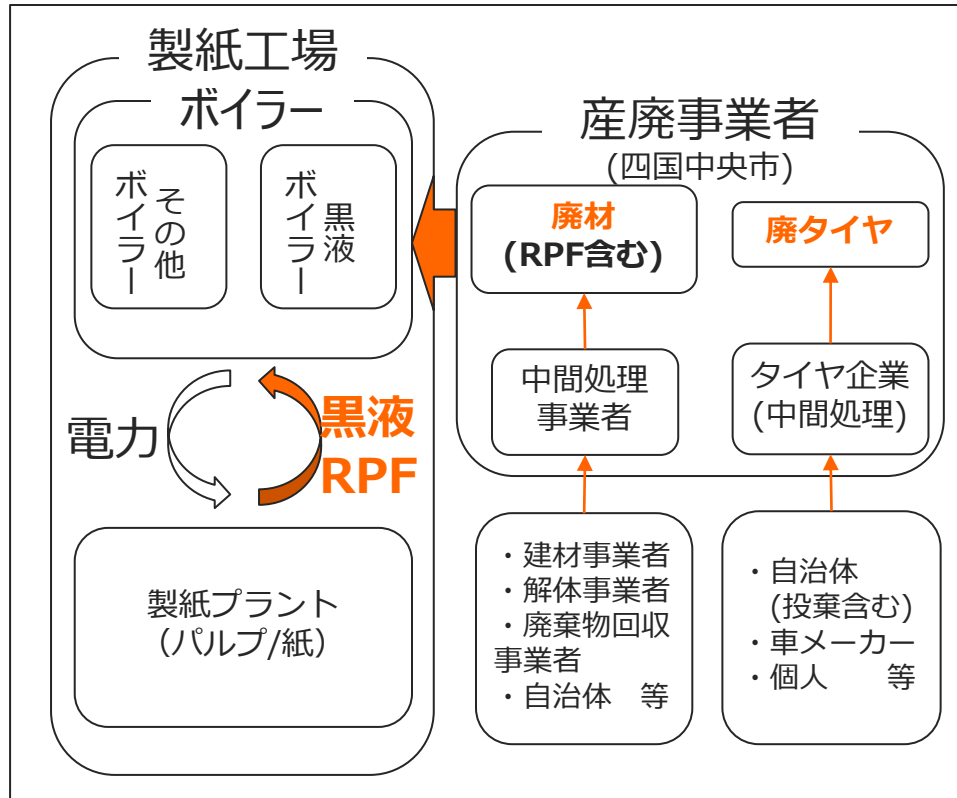 製紙工場
ボイラー
その他
ボイラー
黒液
ボイラー
電力
黒液
RPF
製紙プラント
（パルプ/紙）
産廃事業者
(四国中央市)
廃材
(RPF含む)
中間処理
事業者
・建材事業者
・解体事業者
・廃棄物回収
事業者
・自治体　等
廃タイヤ
タイヤ企業
(中間処理)
・自治体
(投棄含む)
・車メーカー
・個人　　等